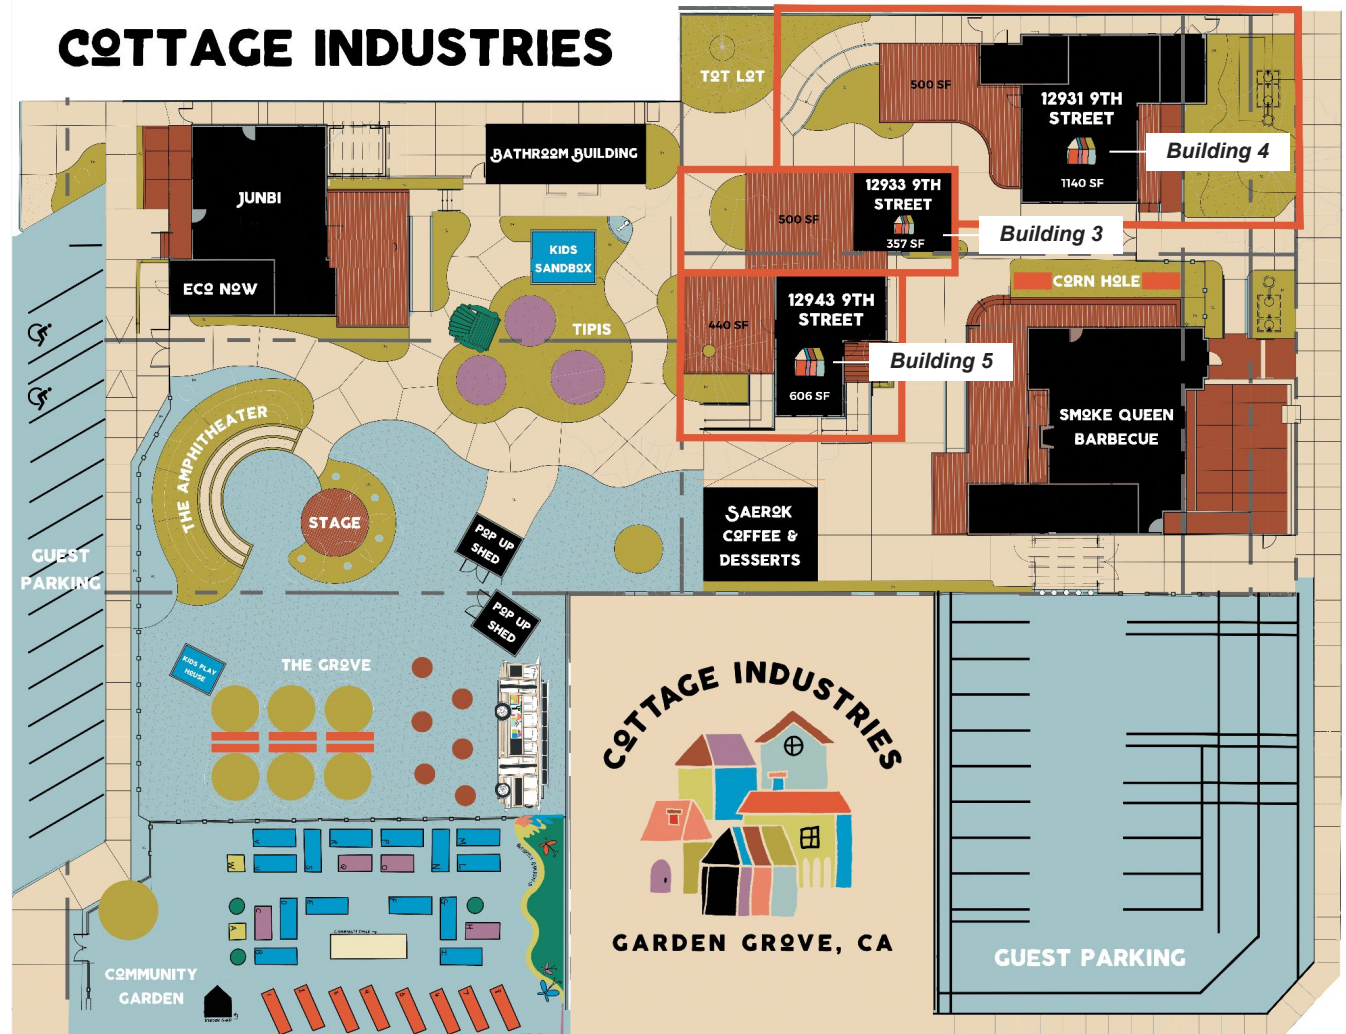 COTTAGE INDUSTRIES
TOT LOT
500 SF
12931 9TH
STREET
1140 SF
Building 4
BATHROOM BUILDING
JUNBI
ECO NOW
KIDS
SANDBOX
TIPIS
500 SF
12933 9TH
STREET
357 SF
Building 3
CORN HOLE
440 SF
12943 9TH
STREET
606 SF
Building 5
SMOKE QUEEN
BARBECUE
THE AMPHITHEATER
STAGE
POP UP
SHED
SAEROK
COFFEE &
DESSERTS
GUEST
PARKING
POP UP
SHED
KIDS PLAY
HOUSE
THE GROVE
COTTAGE INDUSTRIES
GARDEN GROVE, CA
GUEST PARKING
COMMUNITY
GARDEN